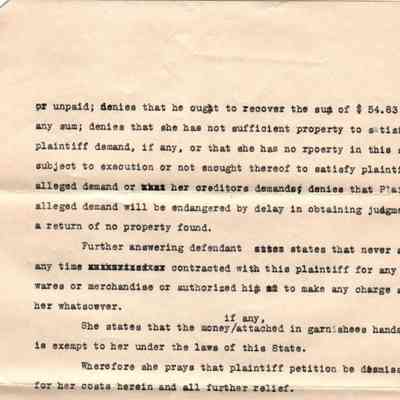 or unpaid; denies that he ought to recover the sum of $ 54.83
any sum; denies that she has not sufficient property to satisf
plaintiff demand, if any, or that she has no rpoerty in this s
subject to execution or not enought thereof to satisfy plainti
alleged demand or her creditors demands; denies that Plai
alleged demand will be endangered by delay in obtaining judgme
a return of no property found.
Further answering defendant states that never a
any time contracted with this plaintiff for any
wares or merchandise or authorized him to make any charge a
her whatsoever.
if any,
She states that the money/attached in garnishees hands
is exempt to her under the laws of this State.
Wherefore she prays that plaintiff petition be dismiss
for her costs herein and all further relief.